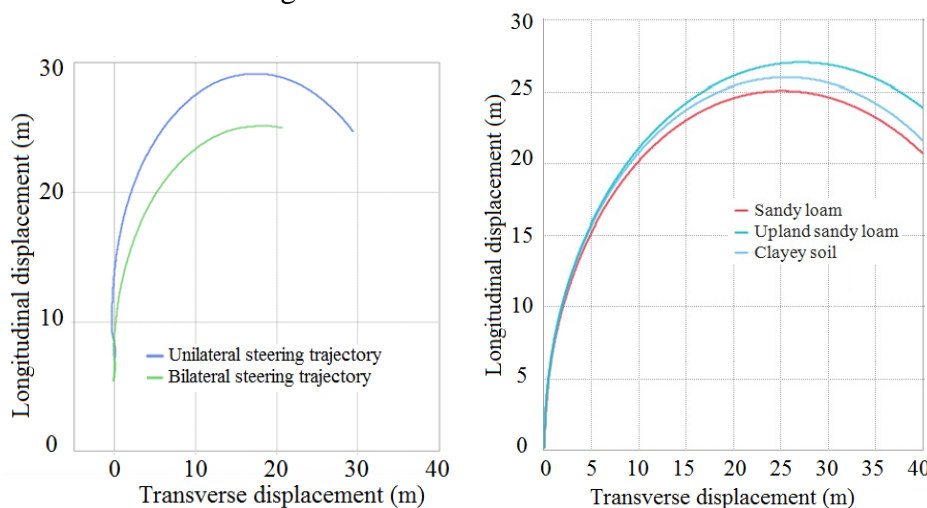 30
20
10
0
Longitudinal displacement (m)
Unilateral steering trajectory
Bilateral steering trajectory
0 10 20 30 40
Transverse displacement (m)
30
25
20
15
10
5
0
Longitudinal displacement (m)
Sandy loam
Upland sandy loam
Clayey soil
0 5 10 15 20 25 30 35 40
Transverse displacement (m)